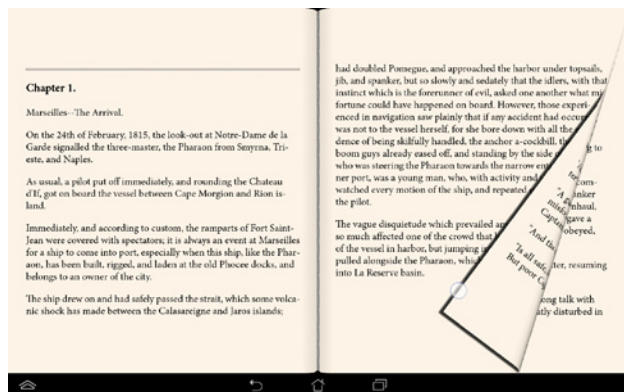 Chapter 1.
Marseilles--The Arrival.
On the 24th of February, 1815, the look-out at Notre-Dame de la
Garde signalled the three-master, the Pharaon from Smyrna, Tri-
este, and Naples.
As usual, a pilot put off immediately, and rounding the Chateau
d'If, got on board the vessel between Cape Morgion and Rion is-
land.
Immediately, and according to custom, the ramparts of Fort Saint-
Jean were covered with spectators; it is always an event at Marseilles
for a ship to come into port, especially when this ship, like the Phar-
aon, has been built, rigged, and laden at the old Phocee docks, and
belongs to an owner of the city.
The ship drew on and had safely passed the strait, which some volca-
nic shock has made between the Calasareigne and Jaros islands;
had doubled Pomegue, and approached the harbor under topsails,
jib, and spanker, but so slowly and sedately that the idlers, with that
instinct which is the forerunner of evil, asked one another what
fortune could have happened on board. However, those experi-
enced in navigation saw plainly that if any accident had
was not to the vessel herself, for she bore down with all the
dence of being skilfully handled, the anchor a-cockbill,
boom guys already eased off, and standing by the side
who was steering the Pharaon towards the narrow
ner port, was a young man, who, with activity and
watched every motion of the ship, and repeated
the pilot.
The vague disquietude which prevailed
so much affected one of the crowd that
of the vessel in harbor, but jumping
pulled alongside the Pharaon,
into La Reserve basin.
to
gave a
obeyed,
resuming
talk with
disturbed in
"And the
"Is all safe
But poor